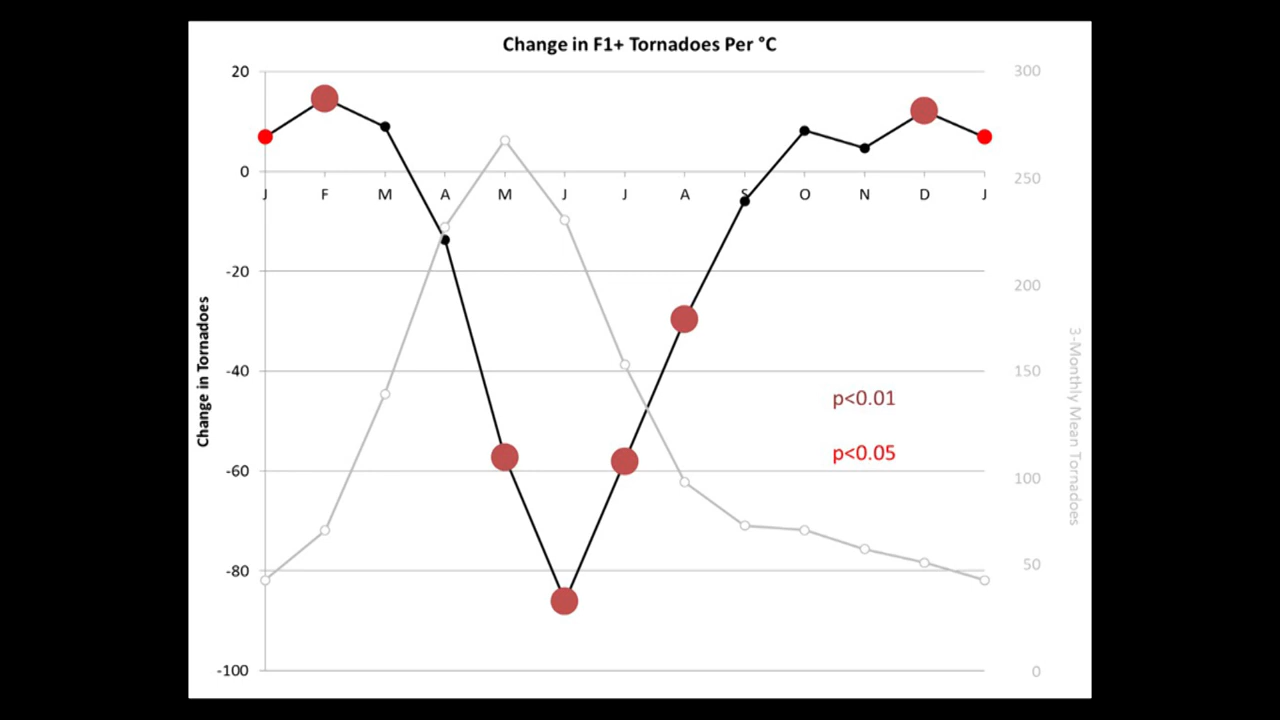 Change in F1+ Tornadoes Per °C
20
0
-20
-40
-60
-80
-100
Change in Tornadoes
J F M A M J J A S O N D J
300
250
200
150
100
50
0
3-Monthly Mean Tornadoes
p<0.01
p<0.05